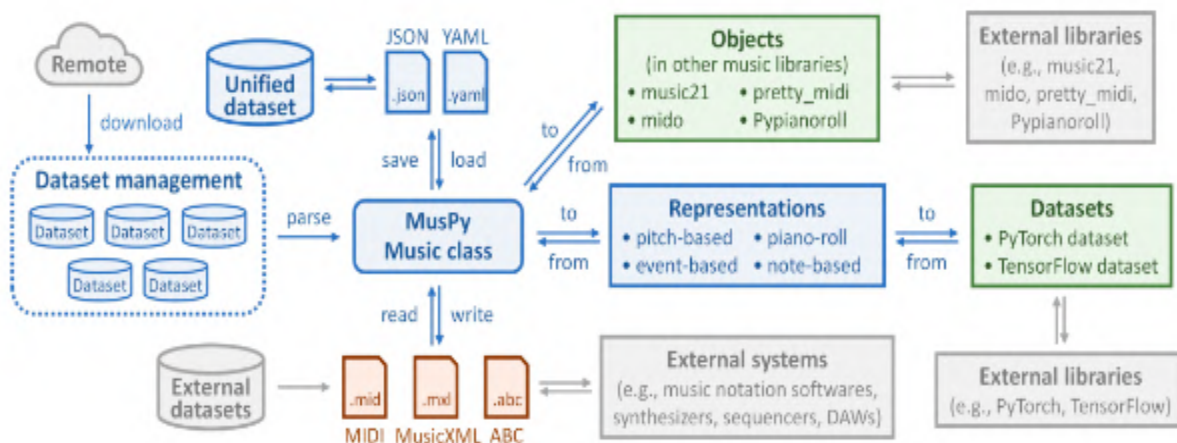 Remote
download
Dataset management
Dataset Dataset Dataset
Dataset Dataset
parse
Unified
dataset
JSON YAML
.json .yaml
save load
MusPy
Music class
read write
External
datasets
.mid .mxl .abc
MIDI MusicXML ABC
to
from
Objects
(in other music libraries)
• music21 • pretty_midi
• mido • Pypianoroll
External libraries
(e.g., music21,
mido, pretty_midi,
Pypianoroll)
to
from
Representations
• pitch-based • piano-roll
• event-based • note-based
to
from
Datasets
• PyTorch dataset
• TensorFlow dataset
External systems
(e.g., music notation softwares,
synthesizers, sequencers, DAWs)
External libraries
(e.g., PyTorch, TensorFlow)